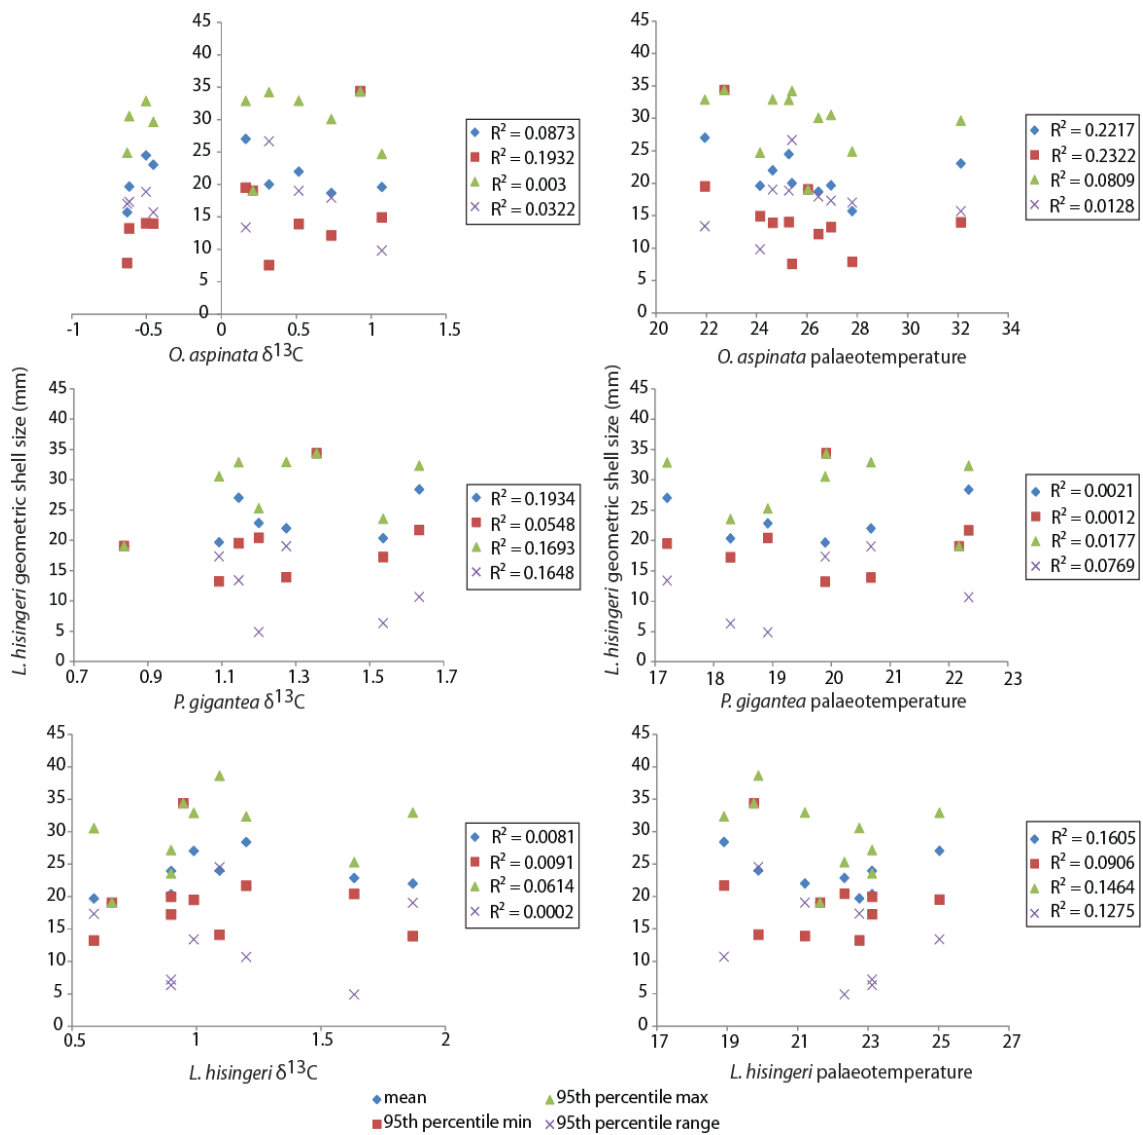 45
40
35
30
25
20
15
10
5
0
-1 -0.5 0 0.5 1 1.5
O. aspinata δ13C
R² = 0.0873
R² = 0.1932
R² = 0.003
R² = 0.0322
45
40
35
30
25
20
15
10
5
0
20 22 24 26 28 30 32 34
O. aspinata palaeotemperature
R² = 0.2217
R² = 0.2322
R² = 0.0809
R² = 0.0128
L. hisingeri geometric shell size (mm)
45
40
35
30
25
20
15
10
5
0
0.7 0.9 1.1 1.3 1.5 1.7
P. gigantea δ13C
R² = 0.1934
R² = 0.0548
R² = 0.1693
R² = 0.1648
L. hisingeri geometric shell size (mm)
45
40
35
30
25
20
15
10
5
0
17 18 19 20 21 22 23
P. gigantea palaeotemperature
R² = 0.0021
R² = 0.0012
R² = 0.0177
R² = 0.0769
45
40
35
30
25
20
15
10
5
0
0.5 1 1.5 2
L. hisingeri δ13C
R² = 0.0081
R² = 0.0091
R² = 0.0614
R² = 0.0002
45
40
35
30
25
20
15
10
5
0
17 19 21 23 25 27
L. hisingeri palaeotemperature
R² = 0.1605
R² = 0.0906
R² = 0.1464
R² = 0.1275
mean 95th percentile max
95th percentile min 95th percentile range